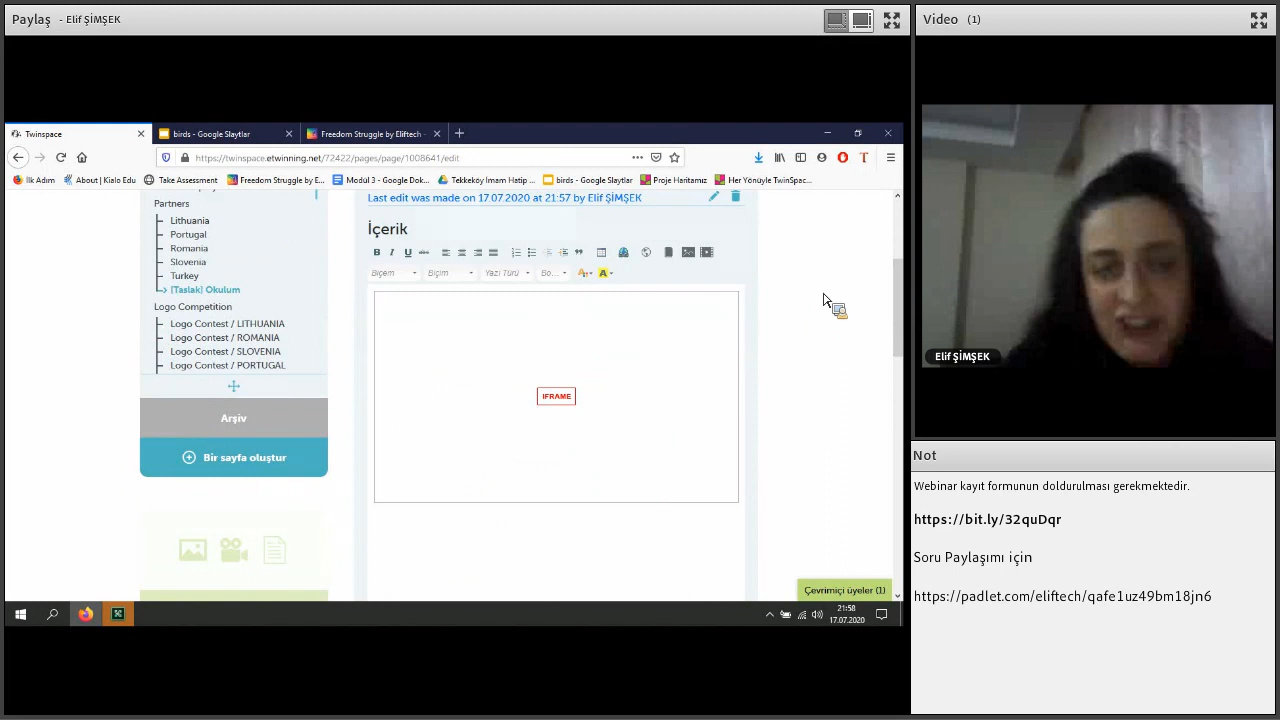 Paylaş - Elif ŞİMŞEK
Video (1)
Twinspace
birds - Google Slaytlar
Freedom Struggle by Eliftech -
https://twinspace.etwinning.net/72422/pages/page/1008641/edit
İlk Adım
About | Kialo Edu
Take Assessment
Freedom Struggle by E...
Modül 3 - Google Dok...
Tekkeköy İmam Hatip ...
birds - Google Slaytlar
Proje Haritamız
Her Yönüyle TwinSpac...
Partners
Lithuania
Portugal
Romania
Slovenia
Turkey
[Taslak] Okulum
Logo Competition
Logo Contest / LITHUANIA
Logo Contest / ROMANIA
Logo Contest / SLOVENIA
Logo Contest / PORTUGAL
Arşiv
Bir sayfa oluştur
Last edit was made on 17.07.2020 at 21:57 by Elif ŞİMŞEK
İçerik
B I U abc
Biçem
Biçim
Yazı Türü
Bo...
A
A
IFRAME
Çevrimiçi üyeler (1)
21:58
17.07.2020
Elif ŞİMŞEK
Not
Webinar kayıt formunun doldurulması gerekmektedir.
https://bit.ly/32quDqr
Soru Paylaşımı için
https://padlet.com/eliftech/qafe1uz49bm18jn6